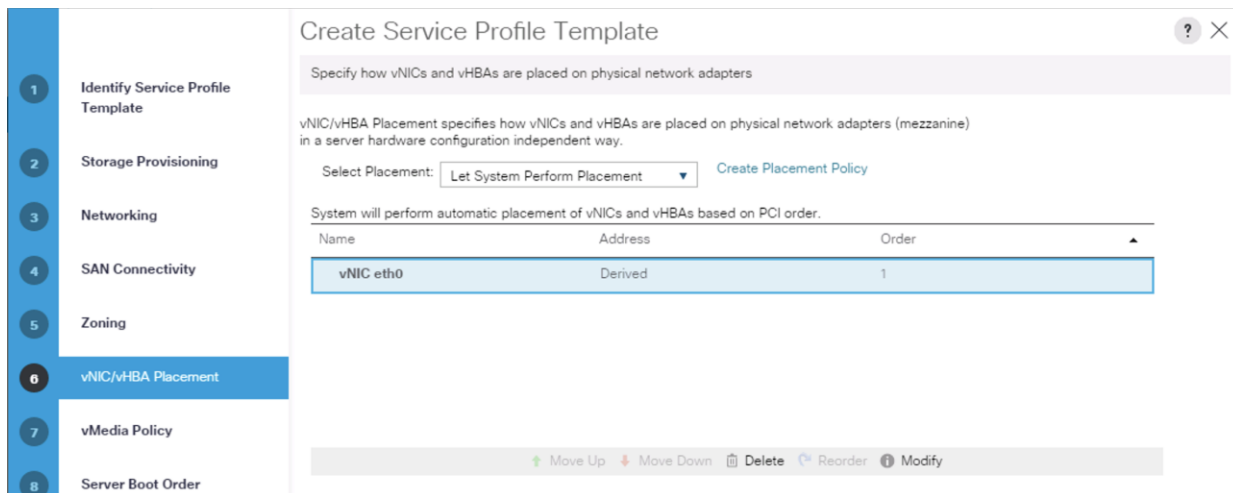 Create Service Profile Template
?
Specify how vNICs and vHBAs are placed on physical network adapters
1
Identify Service Profile
Template
2
Storage Provisioning
3
Networking
4
SAN Connectivity
5
Zoning
6
vNIC/vHBA Placement
7
vMedia Policy
8
Server Boot Order
vNIC/vHBA Placement specifies how vNICs and vHBAs are placed on physical network adapters (mezzanine)
in a server hardware configuration independent way.
Select Placement: Let System Perform Placement Create Placement Policy
System will perform automatic placement of vNICs and vHBAs based on PCI order.
Name Address Order
vNIC eth0 Derived 1
Move Up Move Down Delete Reorder Modify